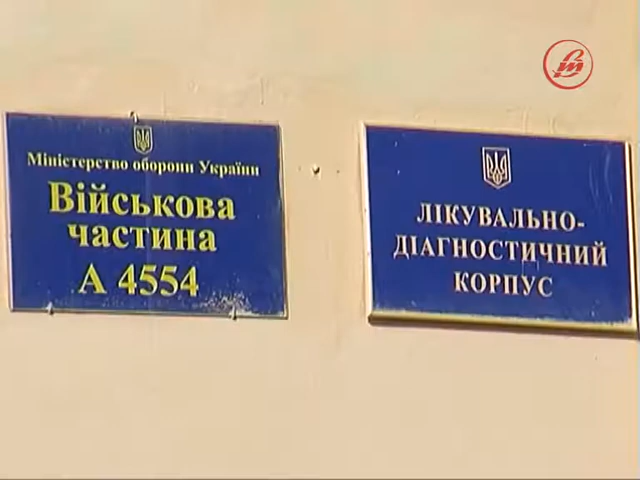 Міністерство оборони України
Військова
частина
А 4554
ЛІКУВАЛЬНО-
ДІАГНОСТИЧНИЙ
КОРПУС